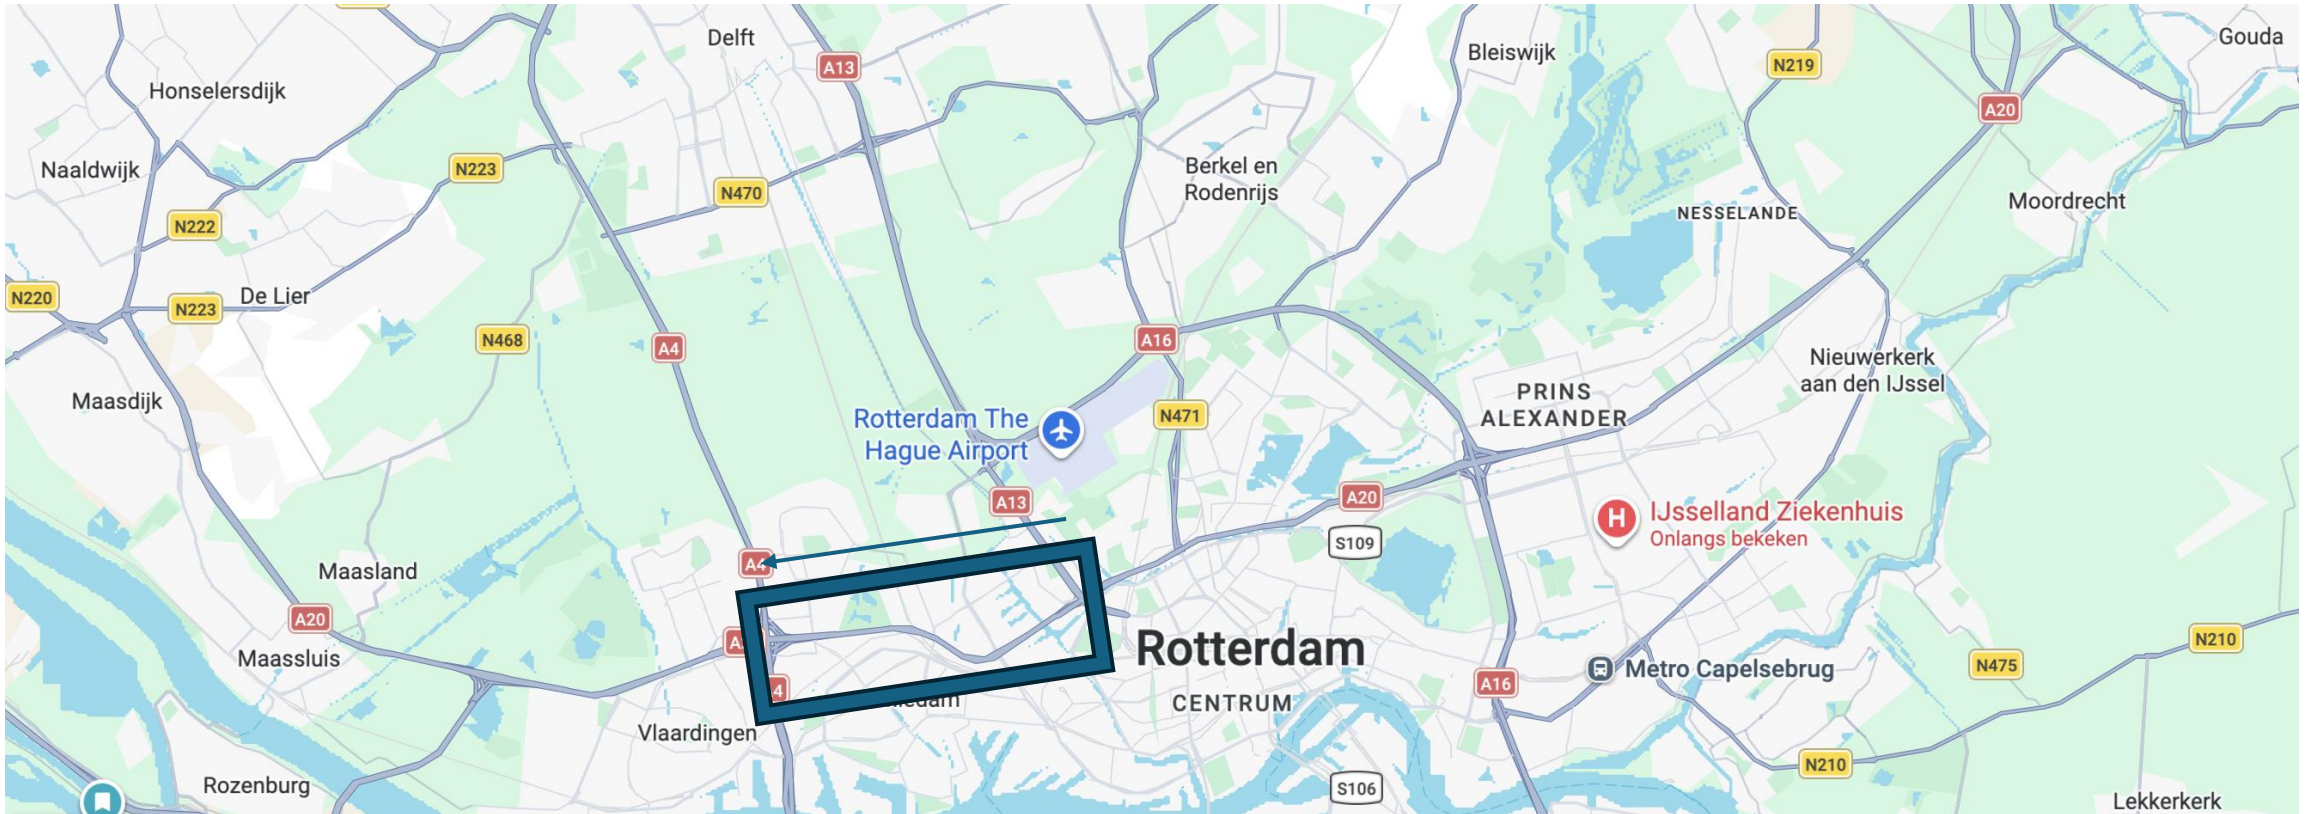 Delft
A13
Bleiswijk
N219
Gouda
A20
Honselersdijk
Naaldwijk
N223
N470
Berkel en
Rodenrijs
NESSELANDE
Moordrecht
N222
N220
De Lier
N223
N468
A4
A16
Nieuwerkerk
aan den IJssel
Maasdijk
PRINS
ALEXANDER
Rotterdam The
Hague Airport
N471
A13
A20
H
IJsselland Ziekenhuis
Onlangs bekeken
S109
Maasland
A4
A20
Maassluis
Rotterdam
N210
N475
Metro Capelsebrug
A16
CENTRUM
Vlaardingen
N210
Rozenburg
S106
Lekkerkerk